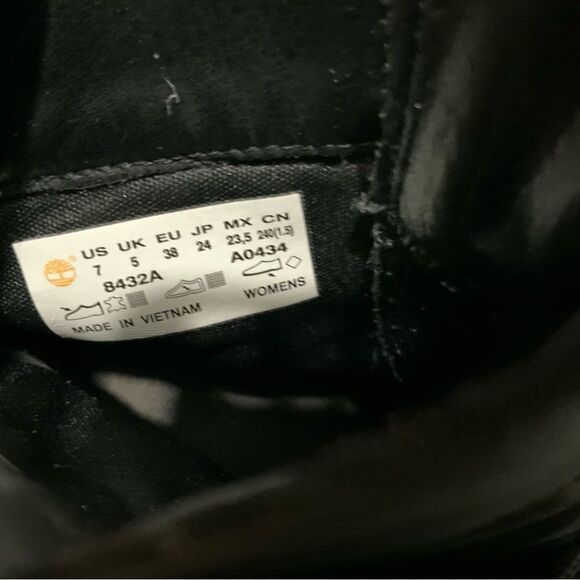 US UK EU JP MX CN
7 5 38 24 23,5 240(1.5)
8432A A0434
WOMENS
MADE IN VIETNAM